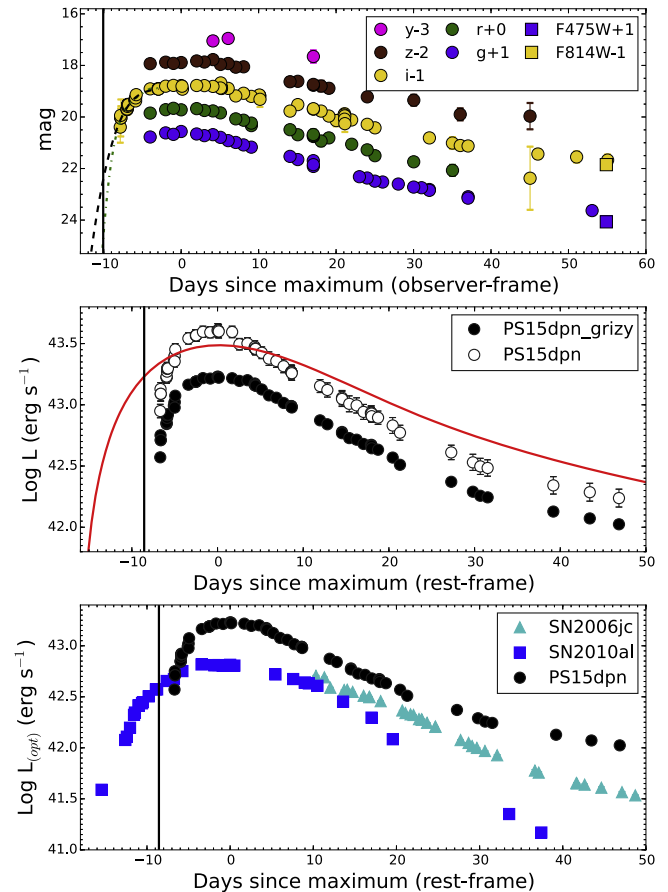 y-3 r+0 F475W+1
z-2 g+1 F814W-1
i-1
16
18
20
22
24
mag
−10 0 10 20 30 40 50 60
Days since maximum (observer-frame)
PS15dpn_grizy
PS15dpn
43.5
43.0
42.5
42.0
Log L (erg s⁻¹)
−10 0 10 20 30 40 50
Days since maximum (rest-frame)
SN2006jc
SN2010al
PS15dpn
43.0
42.5
42.0
41.5
41.0
Log L(opt) (erg s⁻¹)
−10 0 10 20 30 40 50
Days since maximum (rest-frame)